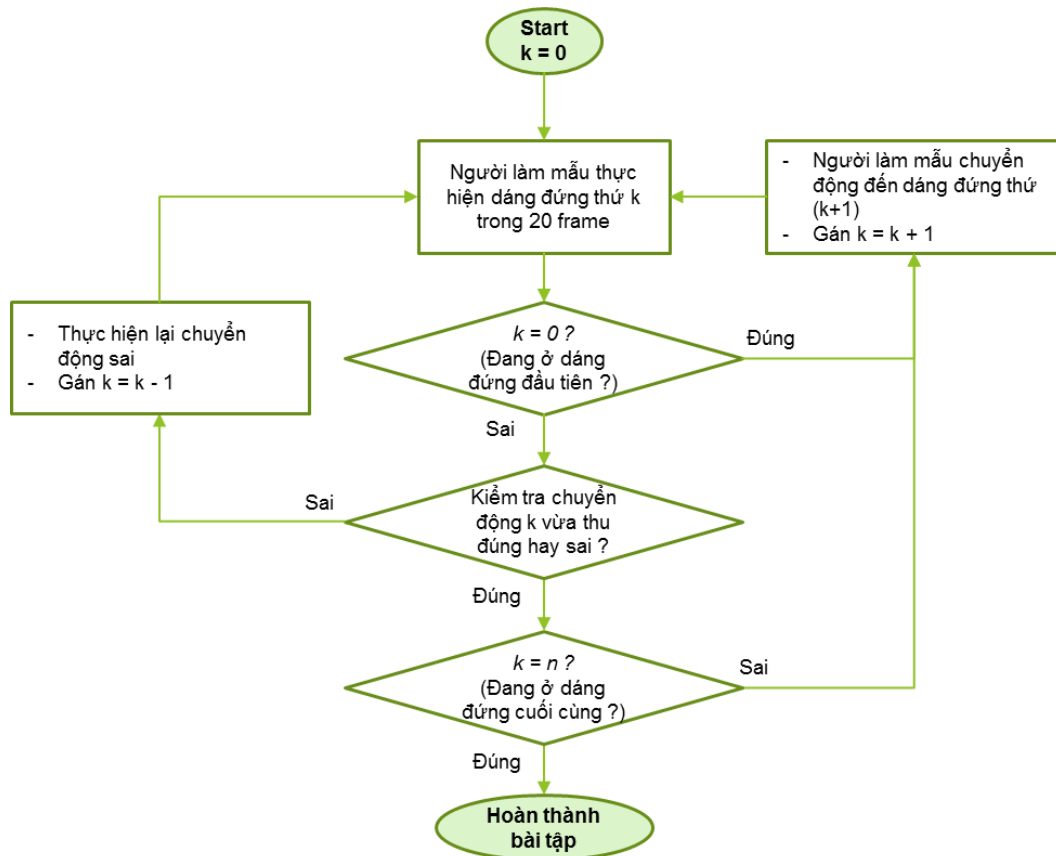 Start
k = 0
Người làm mẫu thực
hiện dáng đứng thứ k
trong 20 frame
- Người làm mẫu chuyển
động đến dáng đứng thứ
(k+1)
- Gán k = k + 1
- Thực hiện lại chuyển
động sai
- Gán k = k - 1
k = 0 ?
(Đang ở dáng
đứng đầu tiên ?)
Đúng
Sai
Kiểm tra chuyển
động k vừa thu
đúng hay sai ?
Sai
Đúng
k = n ?
(Đang ở dáng
đứng cuối cùng ?)
Sai
Đúng
Hoàn thành
bài tập